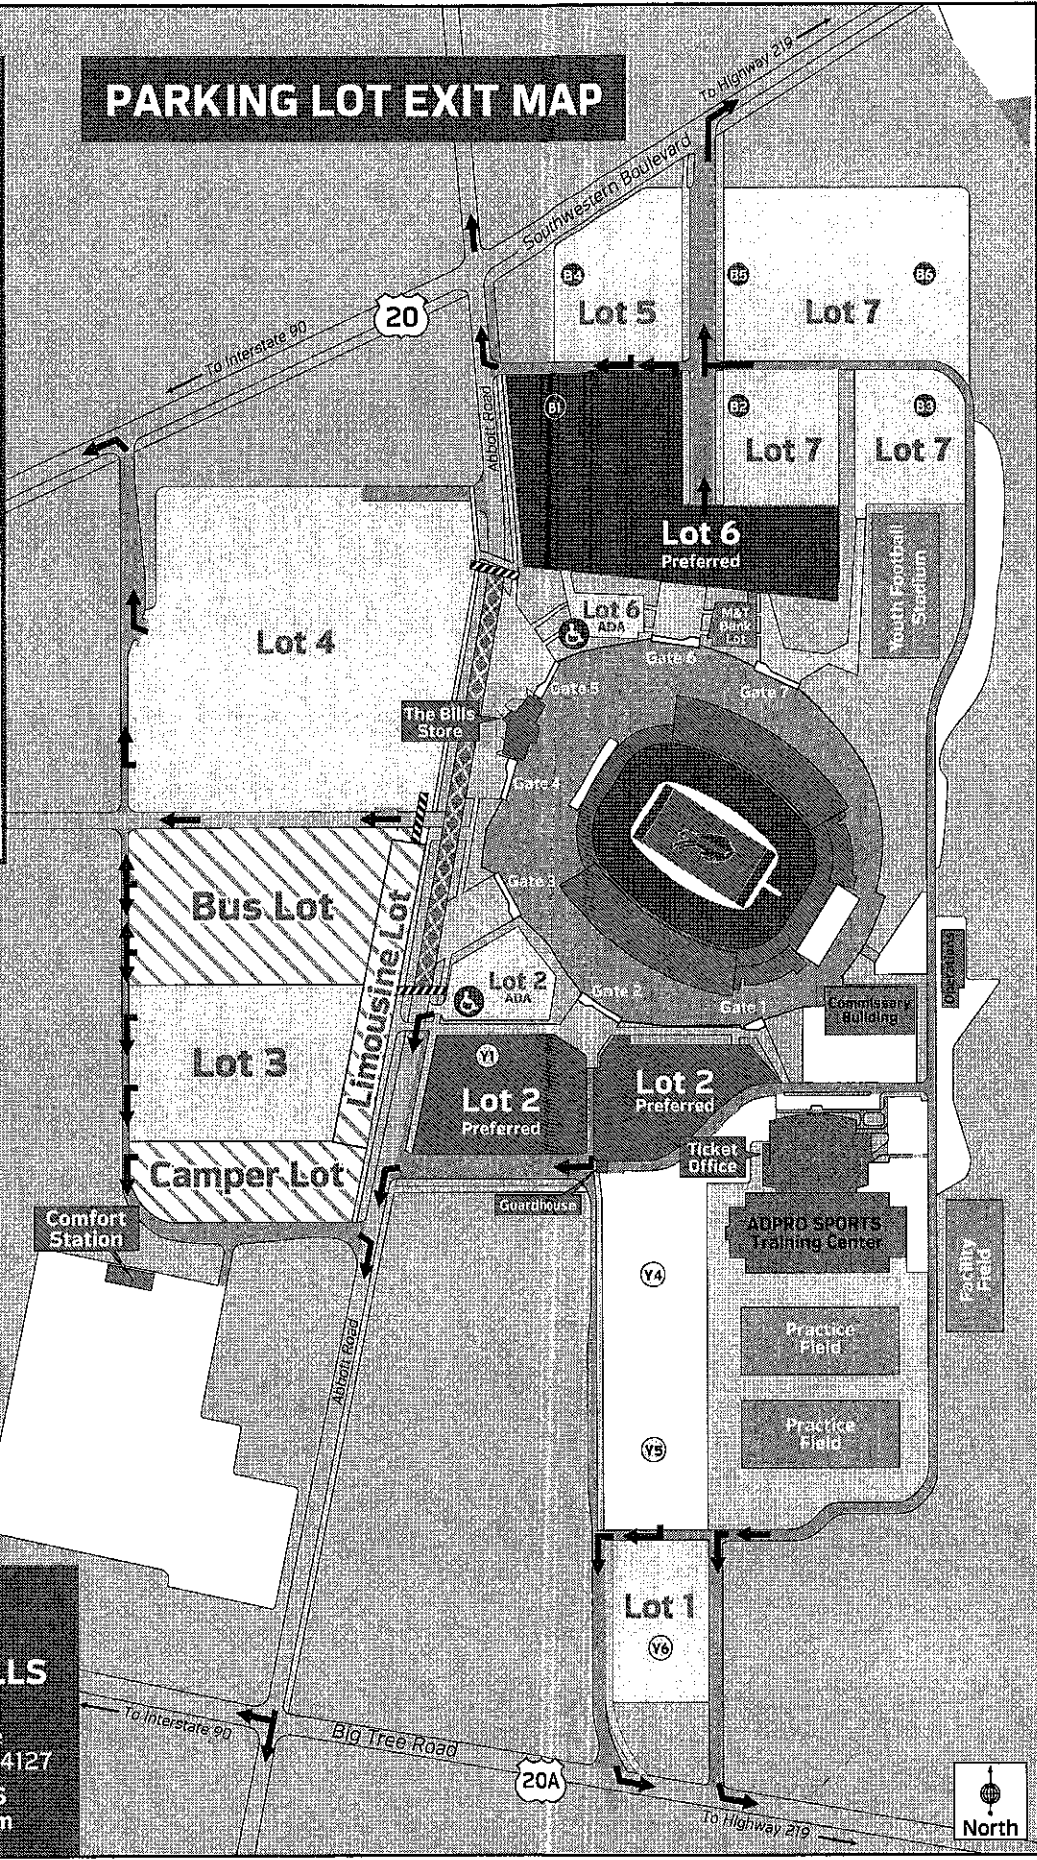 PARKING LOT EXIT MAP
To Highway 219
Southwestern Boulevard
20
To Interstate 90
B4
Lot 5
B5
B6
Lot 7
Abbott Road
B1
B2
B3
Lot 7
Lot 7
Lot 6
Preferred
Youth Football
Stadium
Lot 4
Lot 6
ADA
M&T
Bank
Lot
Gate 6
Gate 5
Gate 7
The Bills
Store
Gate 4
Bus Lot
Limousine Lot
Gate 3
Lot 2
ADA
Gate 2
Gate 1
Operations
Commissary
Building
Lot 3
Y1
Lot 2
Preferred
Lot 2
Preferred
Camper Lot
Ticket
Office
Guardhouse
Comfort
Station
ADPRO SPORTS
Training Center
Facility
Field
Y4
Abbott Road
Practice
Field
Practice
Field
Y5
Lot 1
Y6
LLS
4127
To Interstate 90
Big Tree Road
20A
To Highway 219
North